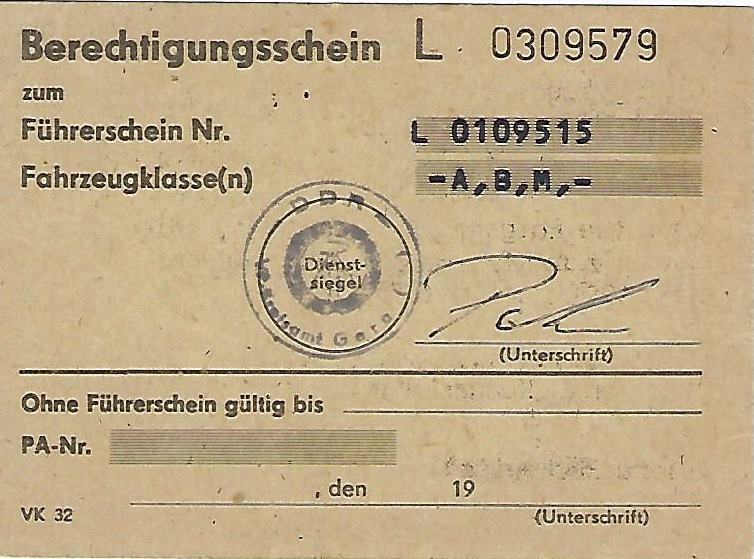 Berechtigungsschein L 0309579
zum
Führerschein Nr. L 0109515
Fahrzeugklasse(n) -A,B,M,-
DDR
Dienst-
siegel
Gera
(Unterschrift)
Ohne Führerschein gültig bis
PA-Nr.
, den 19
VK 32 (Unterschrift)